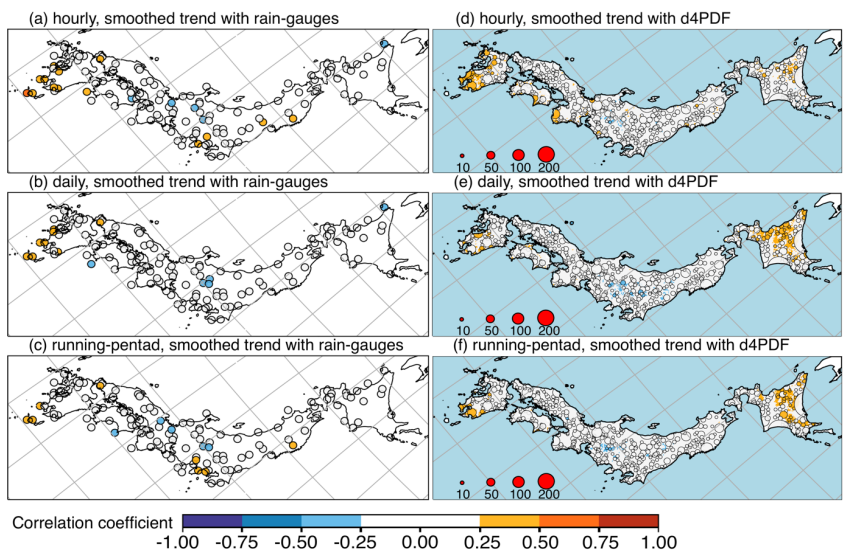 (a) hourly, smoothed trend with rain-gauges
(d) hourly, smoothed trend with d4PDF
10 50 100 200
(b) daily, smoothed trend with rain-gauges
(e) daily, smoothed trend with d4PDF
10 50 100 200
(c) running-pentad, smoothed trend with rain-gauges
(f) running-pentad, smoothed trend with d4PDF
10 50 100 200
Correlation coefficient
-1.00 -0.75 -0.50 -0.25 0.00 0.25 0.50 0.75 1.00